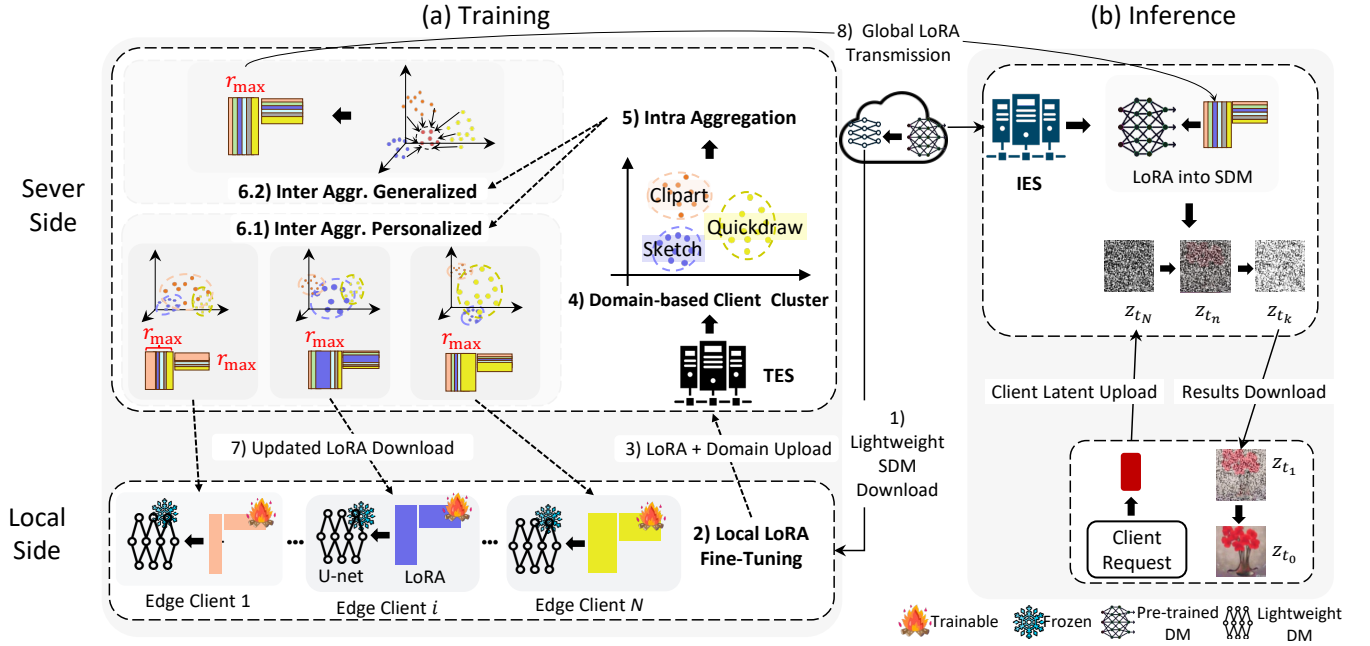 (a) Training
(b) Inference
8) Global LoRA
Transmission
r_max
5) Intra Aggregation
6.2) Inter Aggr. Generalized
IES
LoRA into SDM
Sever
Side
Clipart
Quickdraw
Sketch
6.1) Inter Aggr. Personalized
4) Domain-based Client Cluster
z_{t_N}
z_{t_n}
z_{t_k}
r_max
r_max
r_max
r_max
TES
Client Latent Upload
Results Download
1)
Lightweight
SDM
Download
7) Updated LoRA Download
3) LoRA + Domain Upload
z_{t_1}
Local
Side
2) Local LoRA
Fine-Tuning
U-net
LoRA
Client
Request
z_{t_0}
Edge Client 1
Edge Client i
Edge Client N
Trainable
Frozen
Pre-trained
DM
Lightweight
DM